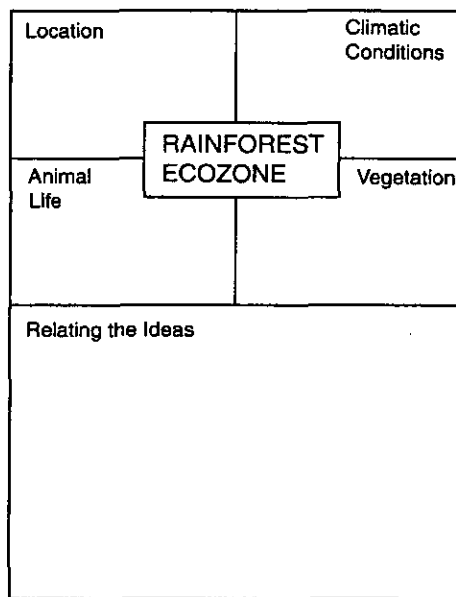 Location
Climatic
Conditions
RAINFOREST
ECOZONE
Animal
Life
Vegetation
Relating the Ideas